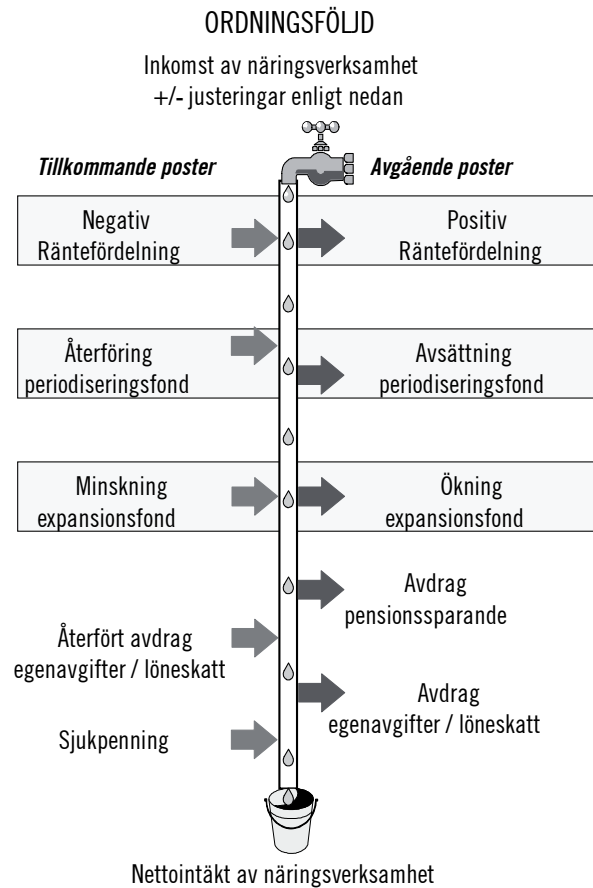 ORDNINGSFÖLJD
Inkomst av näringsverksamhet
+/- justeringar enligt nedan
Tillkommande poster
Avgående poster
Negativ
Räntefördelning
Positiv
Räntefördelning
Återföring
periodiseringsfond
Avsättning
periodiseringsfond
Minskning
expansionsfond
Ökning
expansionsfond
Avdrag
pensionssparande
Återfört avdrag
egenavgifter / löneskatt
Avdrag
egenavgifter / löneskatt
Sjukpenning
Nettointäkt av näringsverksamhet